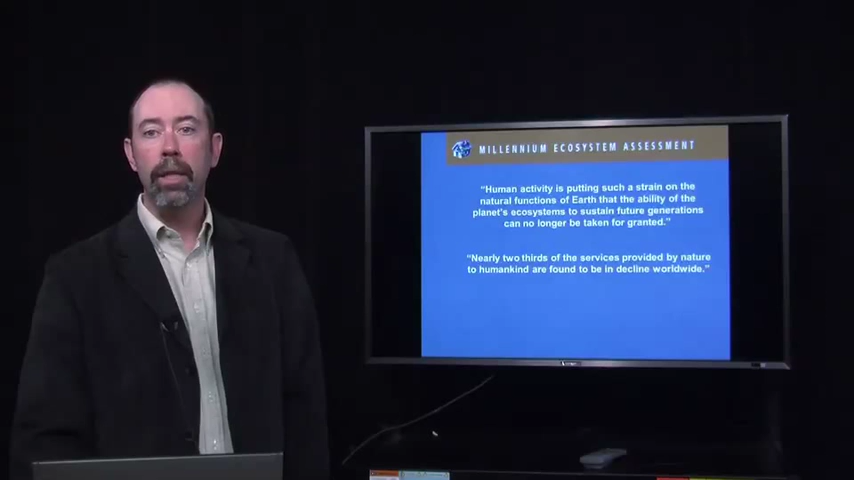 MILLENNIUM ECOSYSTEM ASSESSMENT
“Human activity is putting such a strain on the
natural functions of Earth that the ability of the
planet's ecosystems to sustain future generations
can no longer be taken for granted.”
“Nearly two thirds of the services provided by nature
to humankind are found to be in decline worldwide.”